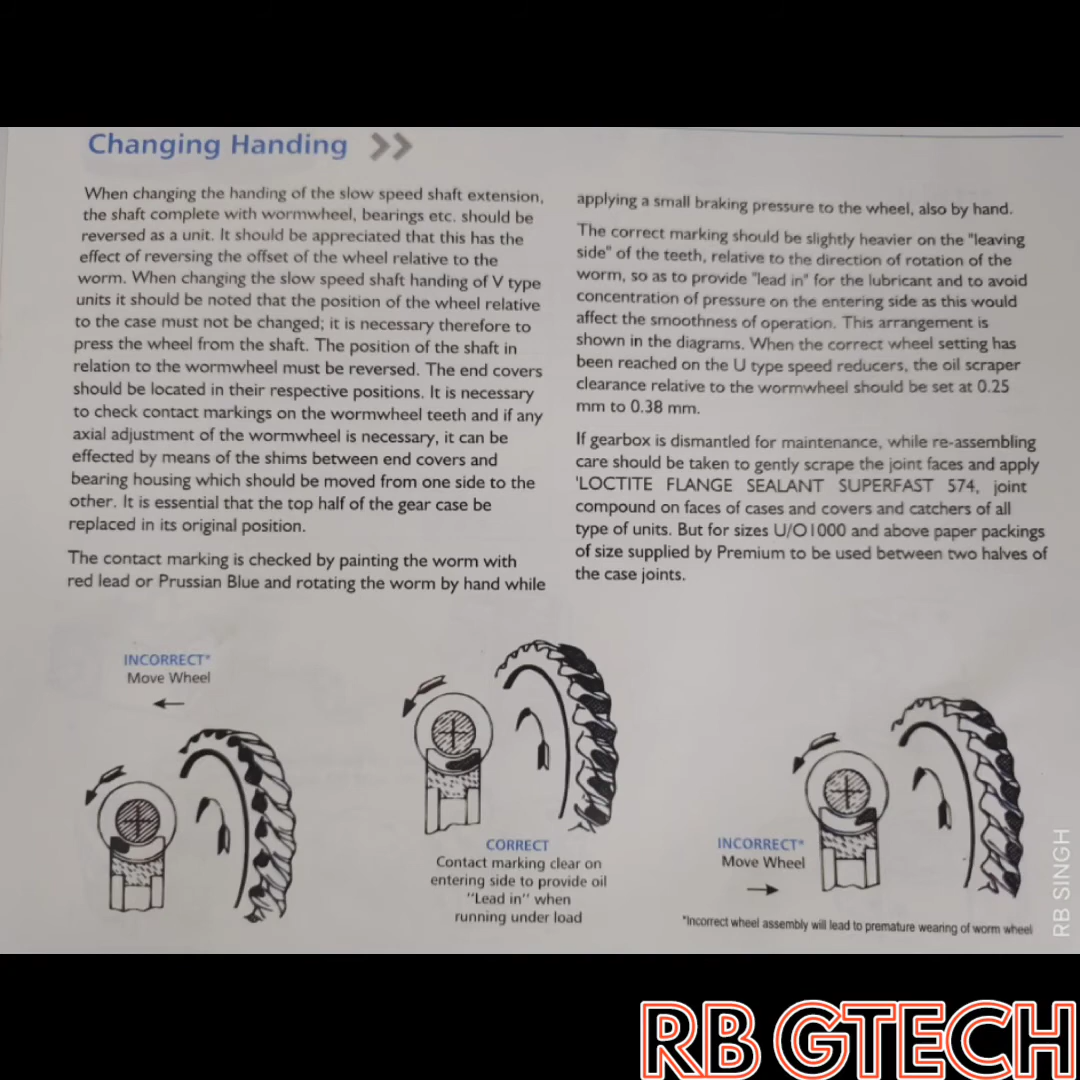 Changing Handing
When changing the handing of the slow speed shaft extension,
the shaft complete with wormwheel, bearings etc. should be
reversed as a unit. It should be appreciated that this has the
effect of reversing the offset of the wheel relative to the
worm. When changing the slow speed shaft handing of V type
units it should be noted that the position of the wheel relative
to the case must not be changed; it is necessary therefore to
press the wheel from the shaft. The position of the shaft in
relation to the wormwheel must be reversed. The end covers
should be located in their respective positions. It is necessary
to check contact markings on the wormwheel teeth and if any
axial adjustment of the wormwheel is necessary, it can be
effected by means of the shims between end covers and
bearing housing which should be moved from one side to the
other. It is essential that the top half of the gear case be
replaced in its original position.
The contact marking is checked by painting the worm with
red lead or Prussian Blue and rotating the worm by hand while
applying a small braking pressure to the wheel, also by hand.
The correct marking should be slightly heavier on the "leaving
side" of the teeth, relative to the direction of rotation of the
worm, so as to provide "lead in" for the lubricant and to avoid
concentration of pressure on the entering side as this would
affect the smoothness of operation. This arrangement is
shown in the diagrams. When the correct wheel setting has
been reached on the U type speed reducers, the oil scraper
clearance relative to the wormwheel should be set at 0.25
mm to 0.38 mm.
If gearbox is dismantled for maintenance, while re-assembling
care should be taken to gently scrape the joint faces and apply
'LOCTITE FLANGE SEALANT SUPERFAST 574, joint
compound on faces of cases and covers and catchers of all
type of units. But for sizes U/O1000 and above paper packings
of size supplied by Premium to be used between two halves of
the case joints.
INCORRECT*
Move Wheel
CORRECT
Contact marking clear on
entering side to provide oil
"Lead in" when
running under load
INCORRECT*
Move Wheel
*Incorrect wheel assembly will lead to premature wearing of worm wheel
RB SINGH
RB GTECH